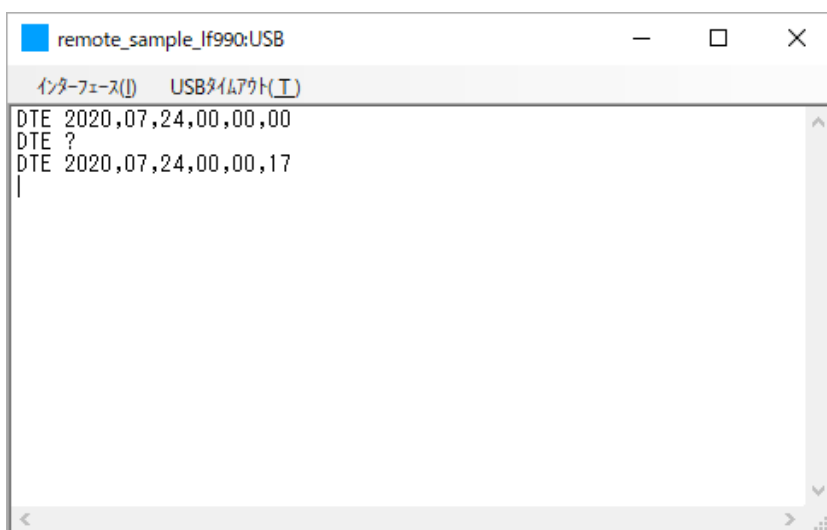 remote_sample_lf990:USB
インターフェース(I) USBタイムアウト(T)
DTE 2020,07,24,00,00,00
DTE ?
DTE 2020,07,24,00,00,17